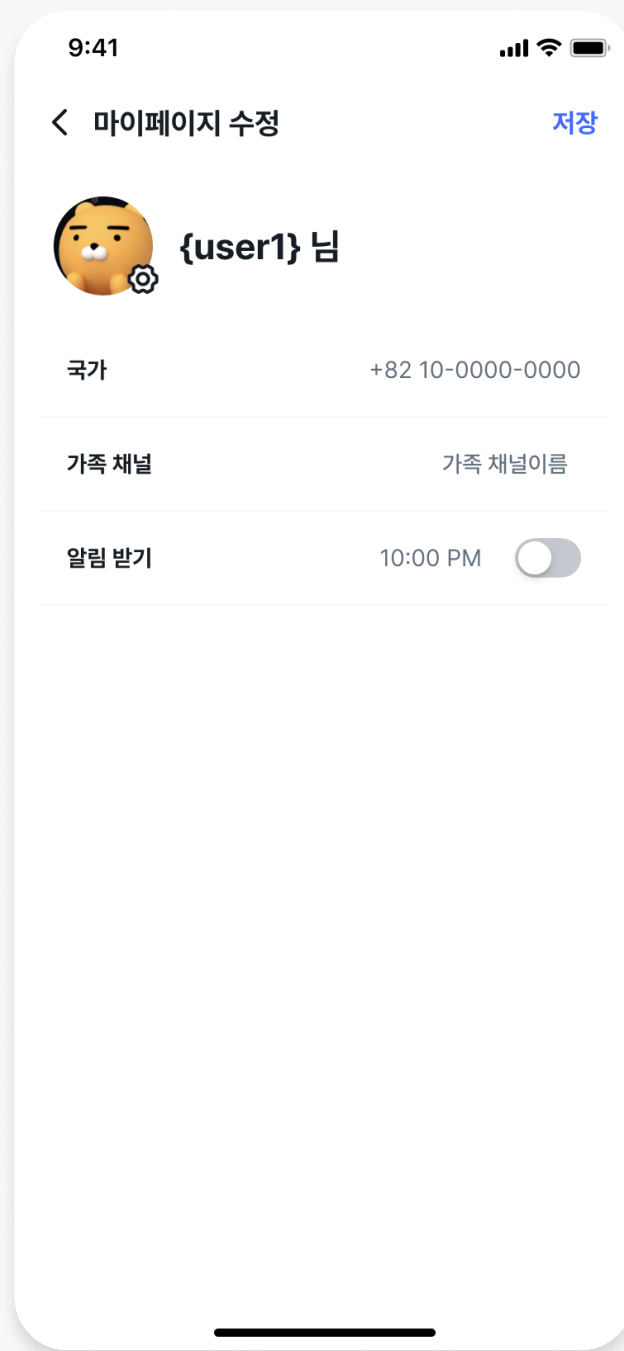 9:41
마이페이지 수정 저장
{user1} 님
국가 +82 10-0000-0000
가족 채널 가족 채널이름
알림 받기 10:00 PM